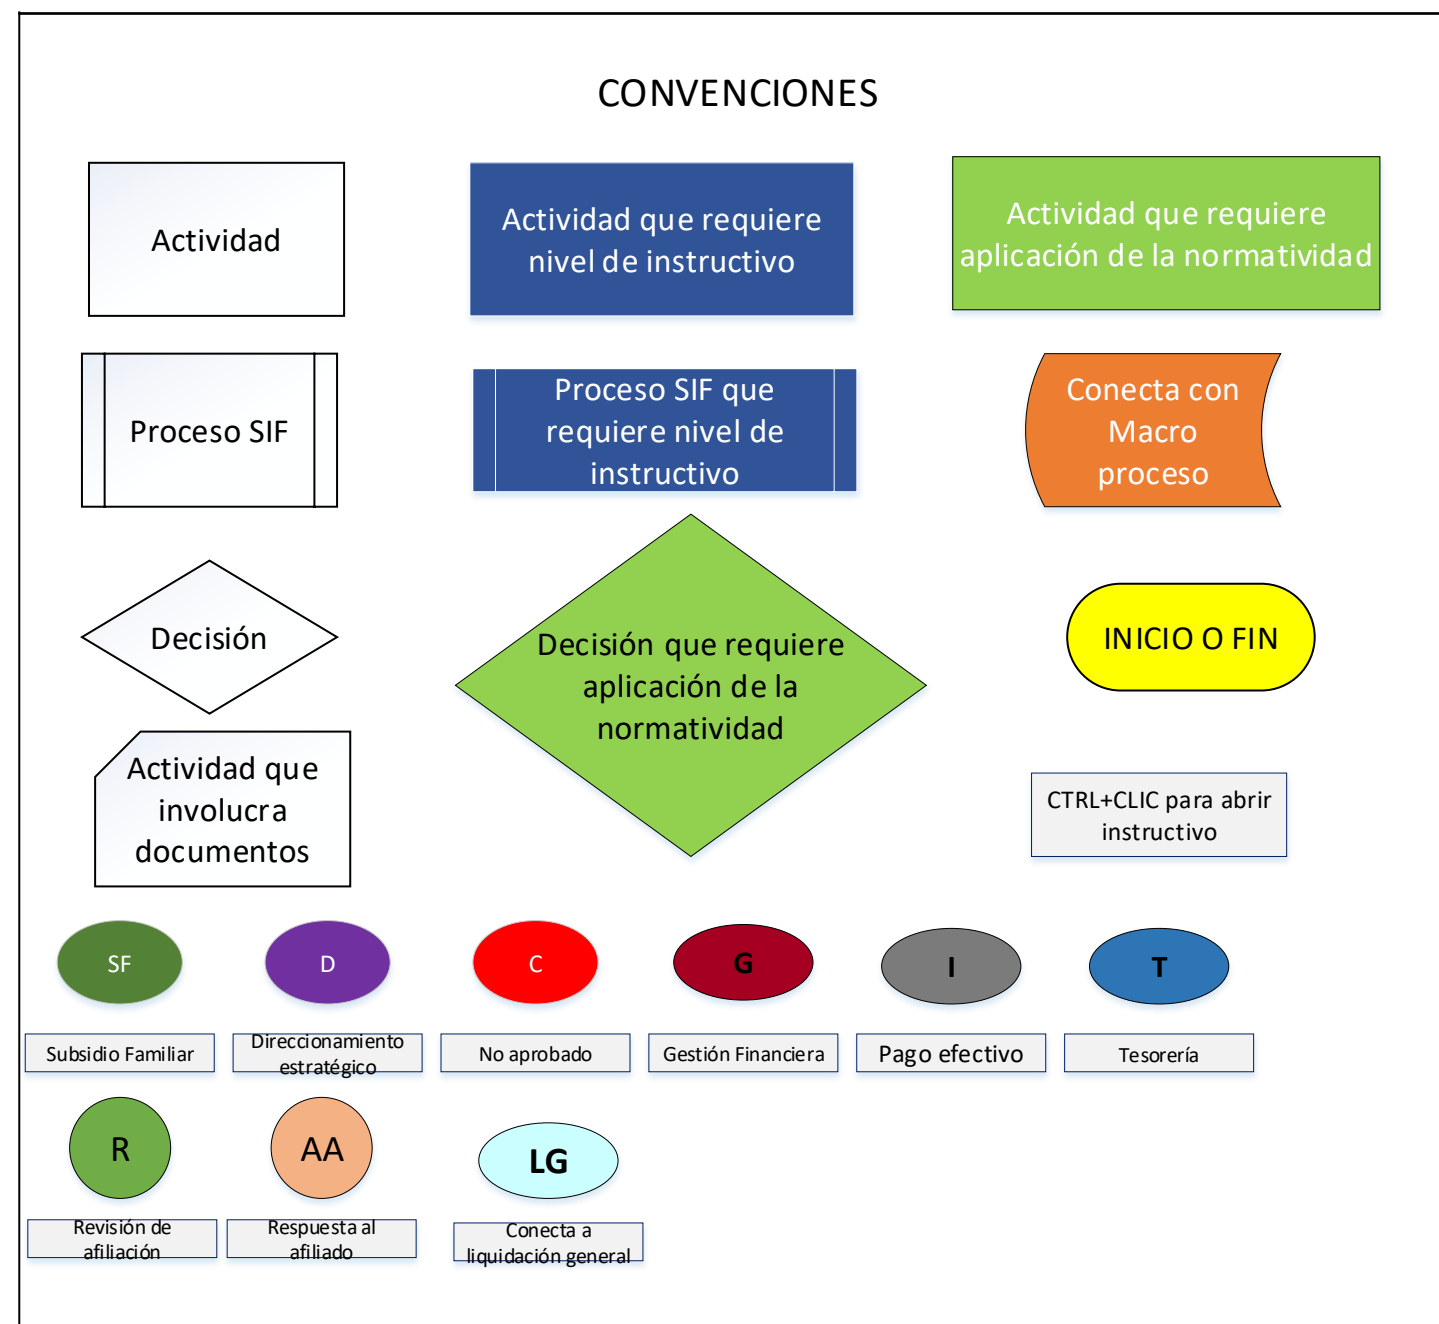 CONVENCIONES
Actividad
Actividad que requiere
nivel de instructivo
Actividad que requiere
aplicación de la normatividad
Proceso SIF
Proceso SIF que
requiere nivel de
instructivo
Conecta con
Macro
proceso
Decisión
Decisión que requiere
aplicación de la
normatividad
INICIO O FIN
Actividad que
involucra
documentos
CTRL+CLIC para abrir
instructivo
SF
D
C
G
I
T
Subsidio Familiar
Direccionamiento
estratégico
No aprobado
Gestión Financiera
Pago efectivo
Tesorería
R
AA
LG
Revisión de
afiliación
Respuesta al
afiliado
Conecta a
liquidación general